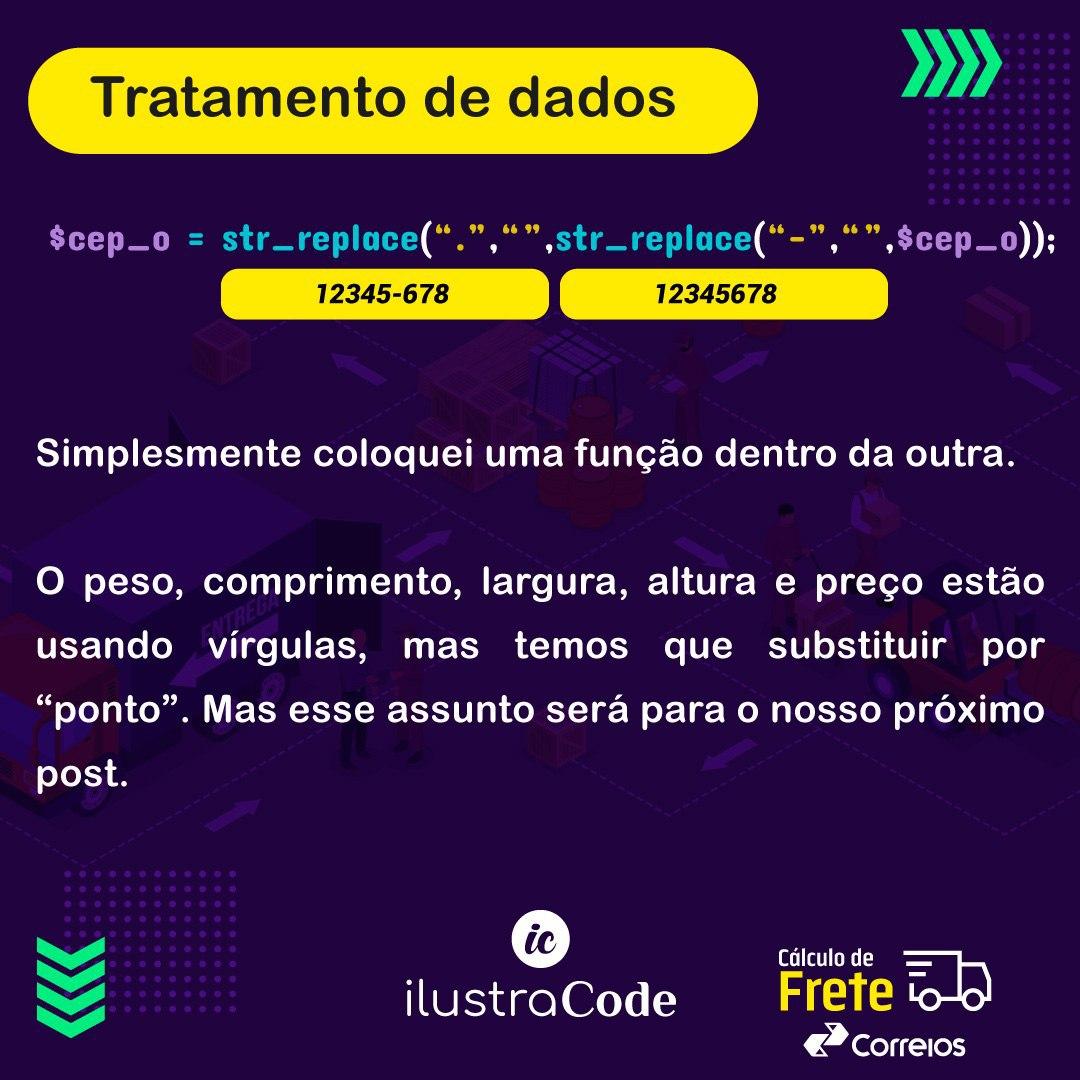 Tratamento de dados
$cep_o = str_replace(“.”,“”,str_replace(“-”,“”,$cep_o));
12345-678 12345678
Simplesmente coloquei uma função dentro da outra.
O peso, comprimento, largura, altura e preço estão
usando vírgulas, mas temos que substituir por
“ponto”. Mas esse assunto será para o nosso próximo
post.
ENTREGA
ic
ilustraCode
Cálculo de
Frete
Correios